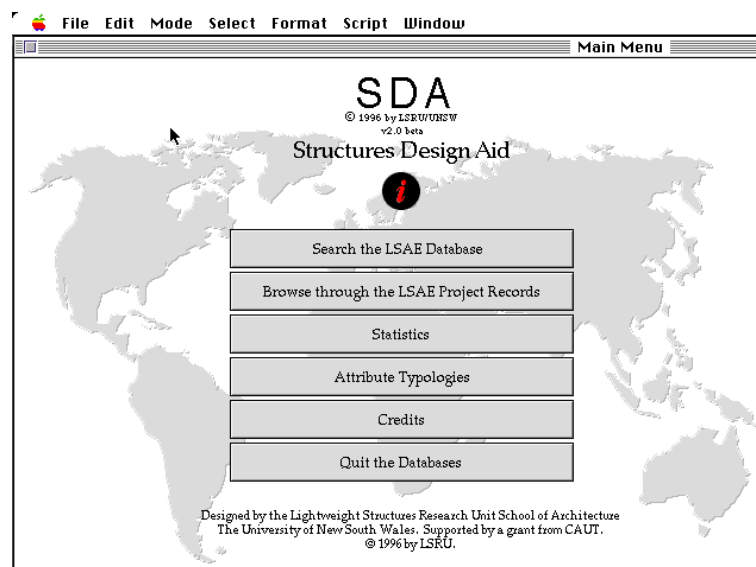 File Edit Mode Select Format Script Window
Main Menu
SDA
© 1996 by LSRU/UNSW
v2.0 beta
Structures Design Aid
i
Search the LSAE Database
Browse through the LSAE Project Records
Statistics
Attribute Typologies
Credits
Quit the Databases
Designed by the Lightweight Structures Research Unit School of Architecture
The University of New South Wales. Supported by a grant from CAUT.
© 1996 by LSRU.